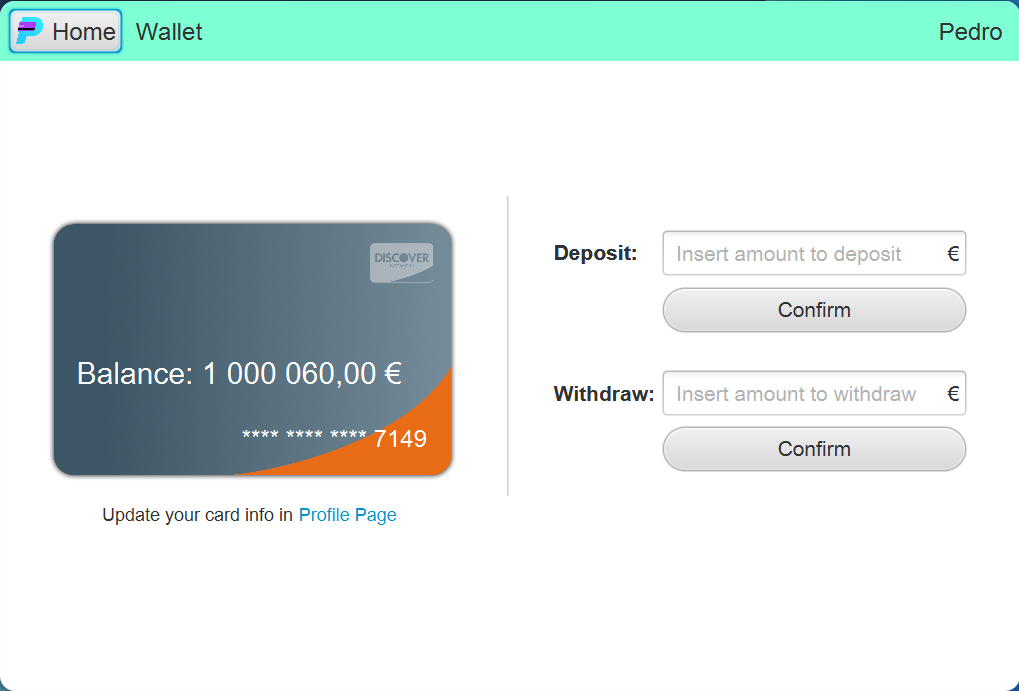 Home Wallet Pedro
DISCOVER
Balance: 1 000 060,00 €
**** **** **** 7149
Update your card info in Profile Page
Deposit: Insert amount to deposit €
Confirm
Withdraw: Insert amount to withdraw €
Confirm